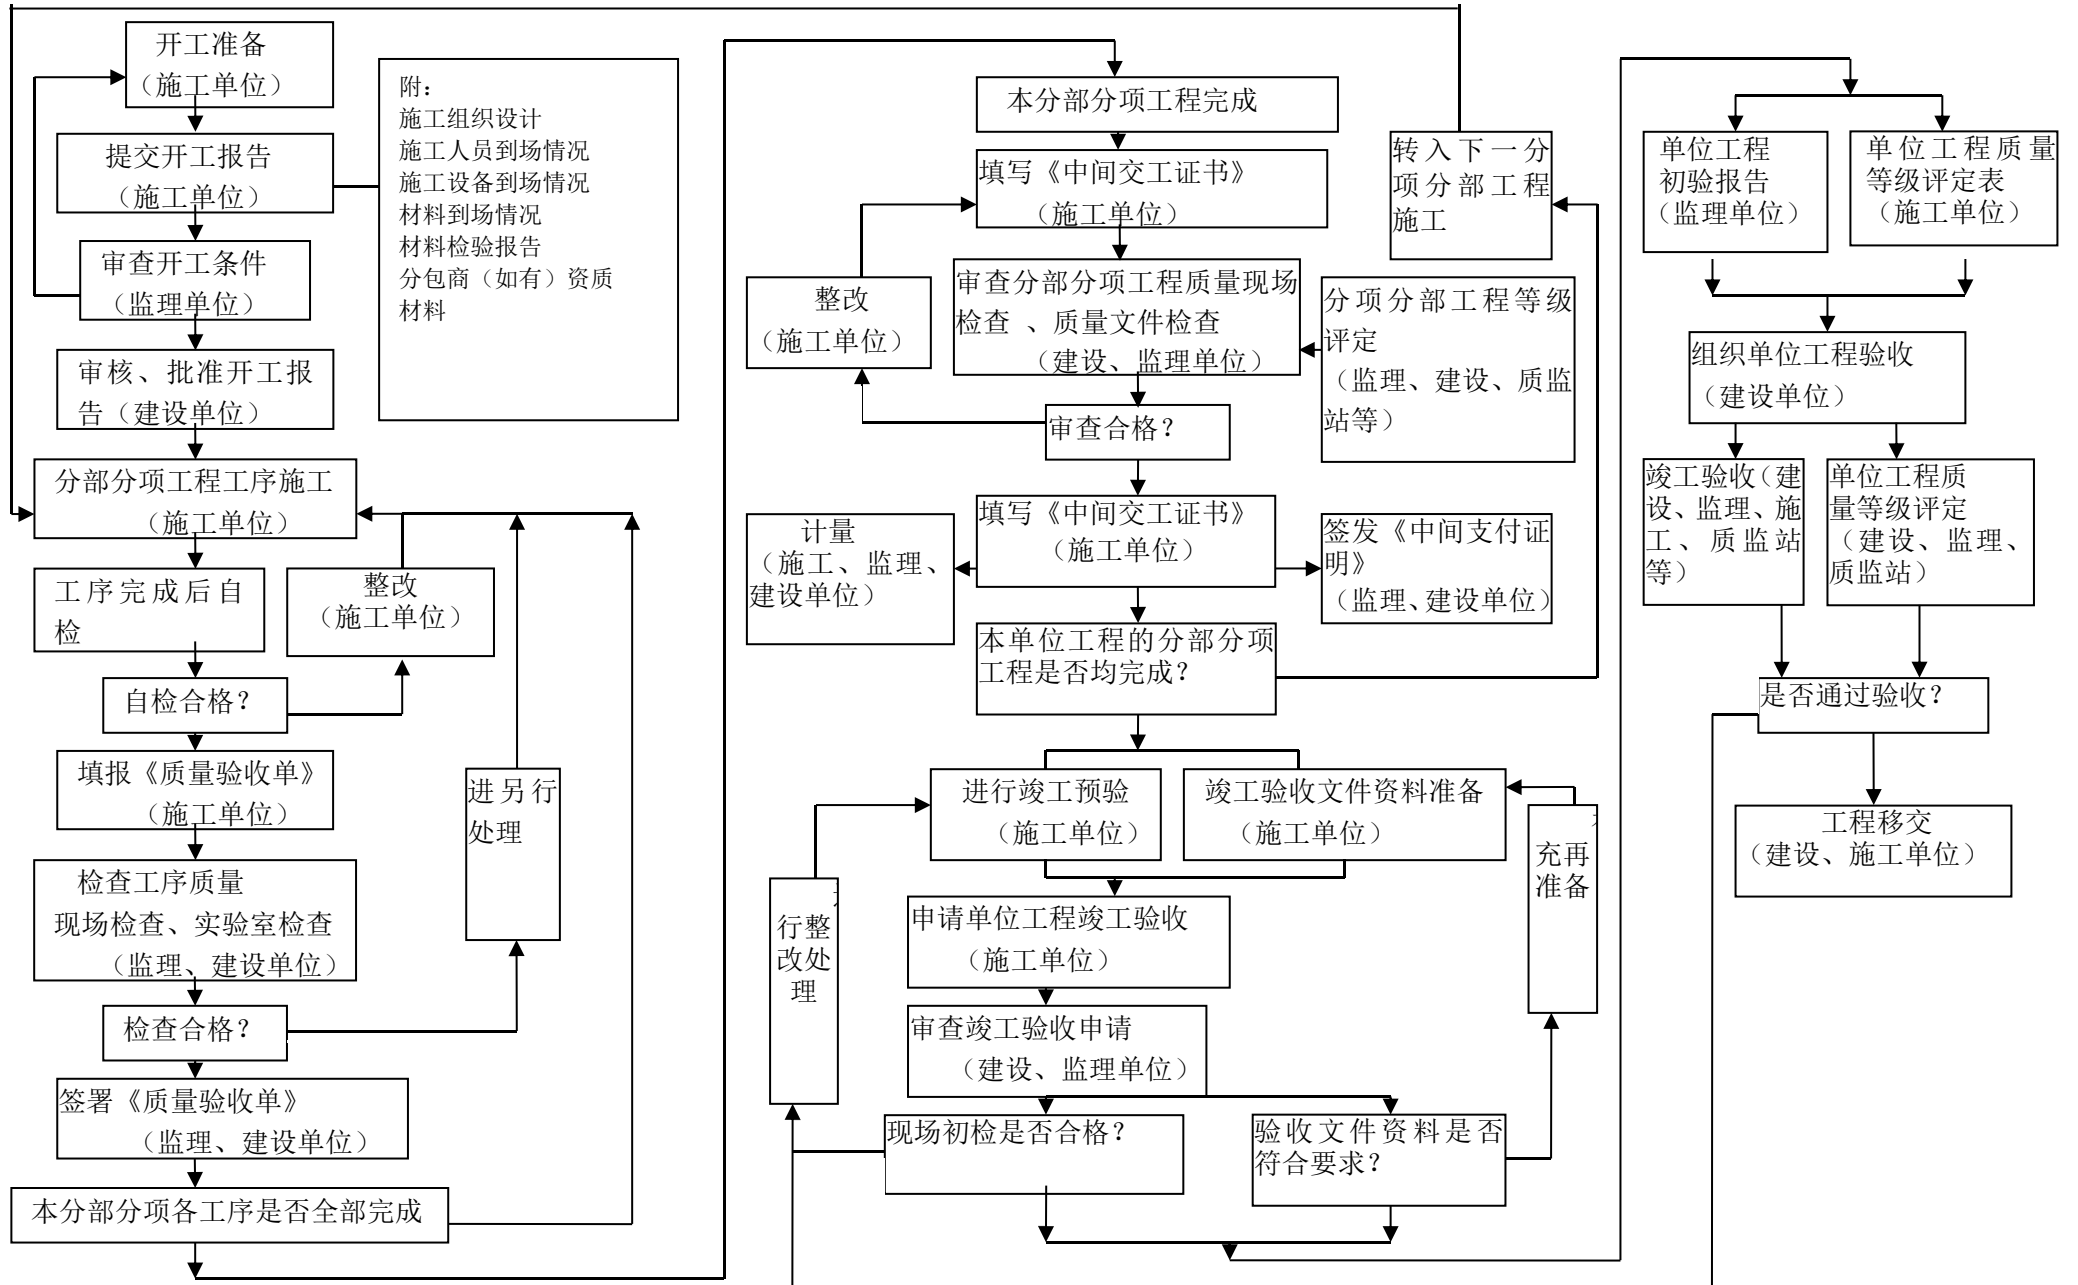 开工准备
（施工单位）
提交开工报告
（施工单位）
审查开工条件
（监理单位）
审核、批准开工报
告（建设单位）
附：
施工组织设计
施工人员到场情况
施工设备到场情况
材料到场情况
材料检验报告
分包商（如有）资质
材料
分部分项工程工序施工
（施工单位）
工序完成后自
检
整改
（施工单位）
自检合格？
填报《质量验收单》
（施工单位）
进另行
处理
检查工序质量
现场检查、实验室检查
（监理、建设单位）
检查合格？
签署《质量验收单》
（监理、建设单位）
本分部分项各工序是否全部完成
本分部分项工程完成
填写《中间交工证书》
（施工单位）
转入下一分
项分部工程
施工
整改
（施工单位）
审查分部分项工程质量现场
检查 、质量文件检查
（建设、监理单位）
分项分部工程等级
评定
（监理、建设、质监
站等）
审查合格？
计量
（施工、监理、
建设单位）
填写《中间交工证书》
（施工单位）
签发《中间支付证
明》
（监理、建设单位）
本单位工程的分部分项
工程是否均完成？
进行竣工预验
（施工单位）
竣工验收文件资料准备
（施工单位）
充再
准备
行整
改处
理
申请单位工程竣工验收
（施工单位）
审查竣工验收申请
（建设、监理单位）
现场初检是否合格？
验收文件资料是否
符合要求？
单位工程
初验报告
（监理单位）
单位工程质量
等级评定表
（施工单位）
组织单位工程验收
（建设单位）
竣工验收（建
设、监理、施
工、质监站
等）
单位工程质
量等级评定
（建设、监理、
质监站）
是否通过验收？
工程移交
（建设、施工单位）